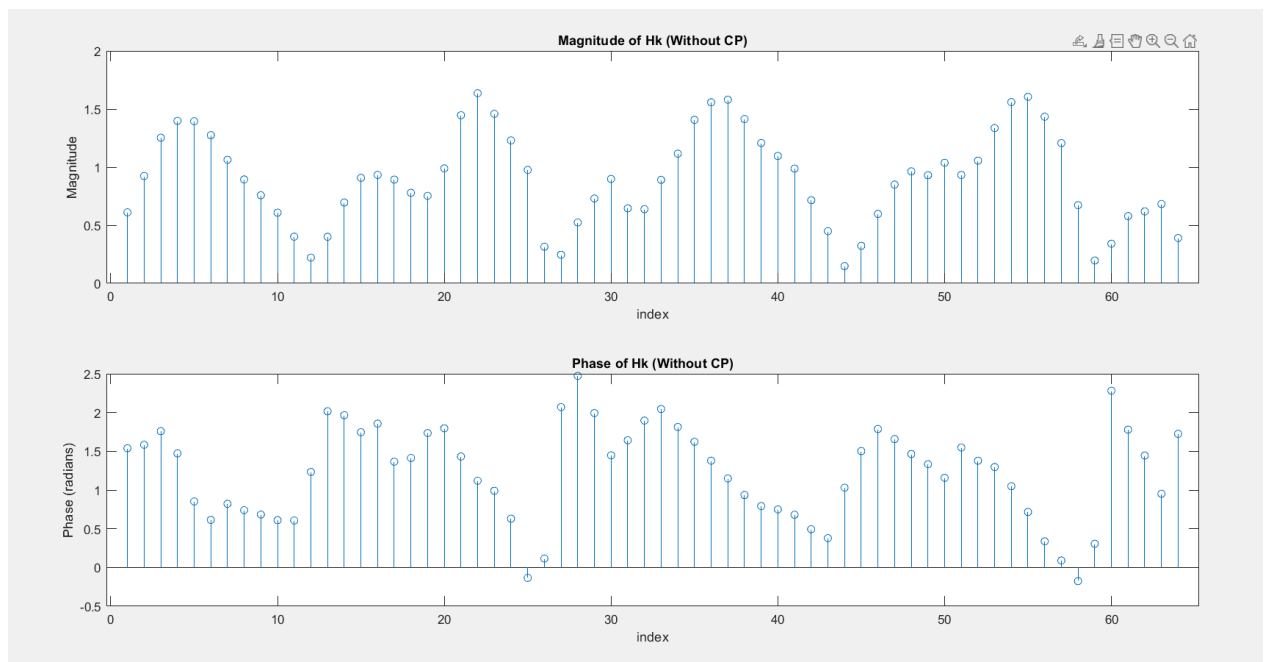 Magnitude of Hk (Without CP)
2
1.5
1
0.5
0
Magnitude
0 10 20 30 40 50 60
index
Phase of Hk (Without CP)
2.5
2
1.5
1
0.5
0
-0.5
Phase (radians)
0 10 20 30 40 50 60
index